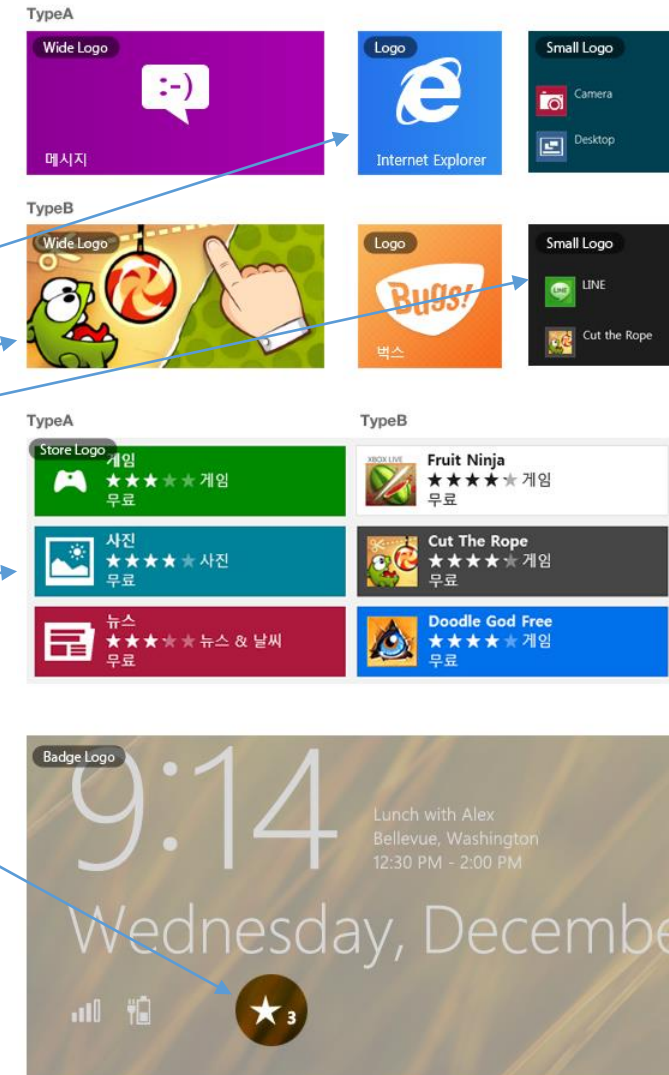 TypeA
Wide Logo
:-)
메시지
Logo
Internet Explorer
Small Logo
Camera
Desktop
TypeB
Wide Logo
Logo
Bugs!
벅스
Small Logo
LINE
LINE
Cut the Rope
TypeA
TypeB
Store Logo
게임
★★★★★ 게임
무료
사진
★★★★★ 사진
무료
뉴스
★★★★★ 뉴스 & 날씨
무료
XBOX LIVE
Fruit Ninja
★★★★★ 게임
무료
Cut The Rope
★★★★★ 게임
무료
Doodle God Free
★★★★★ 게임
무료
Badge Logo
9:14
Lunch with Alex
Bellevue, Washington
12:30 PM - 2:00 PM
Wednesday, Decembe
★ 3